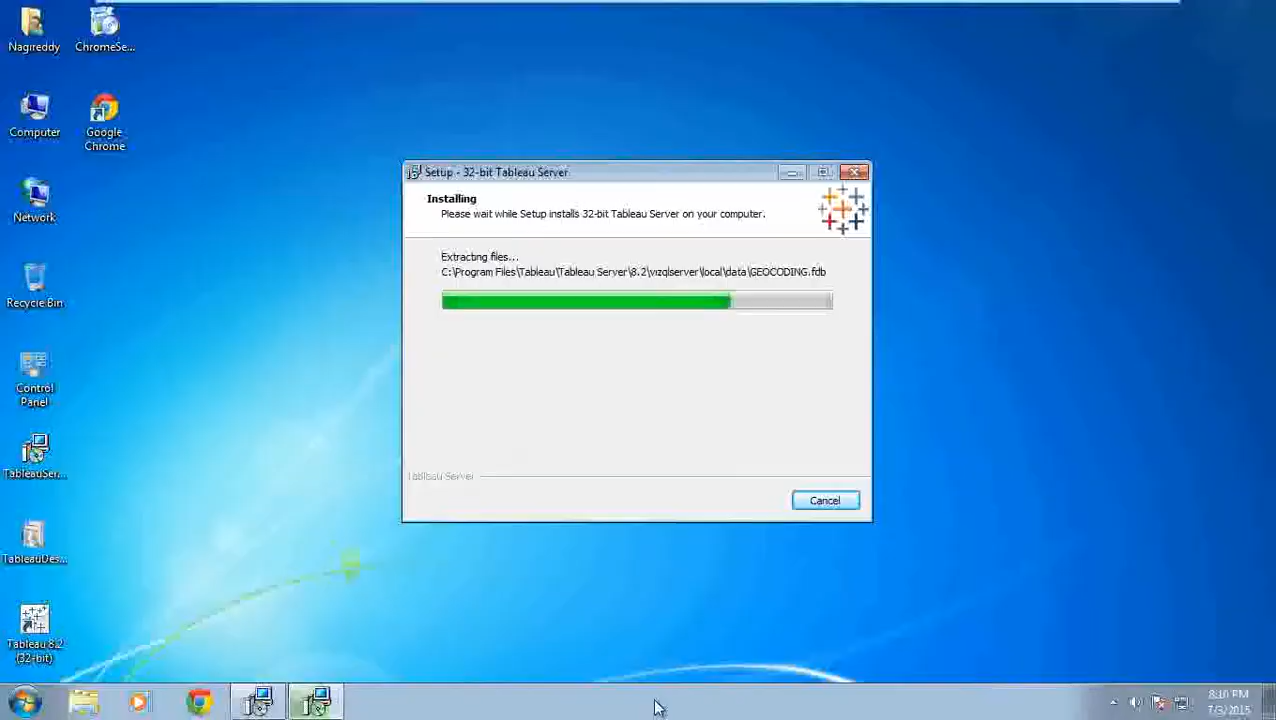 Nagireddy
ChromeSe...
Computer
Google
Chrome
Network
Recycle Bin
Control
Panel
TableauSer...
TableauDes...
Tableau 8.2
(32-bit)
Setup - 32-bit Tableau Server
Installing
Please wait while Setup installs 32-bit Tableau Server on your computer.
Extracting files...
C:\Program Files\Tableau\Tableau Server\8.2\vizqlserver\local\data\GEOCODING.fdb
Tableau Server
Cancel
8:10 PM
7/3/2015